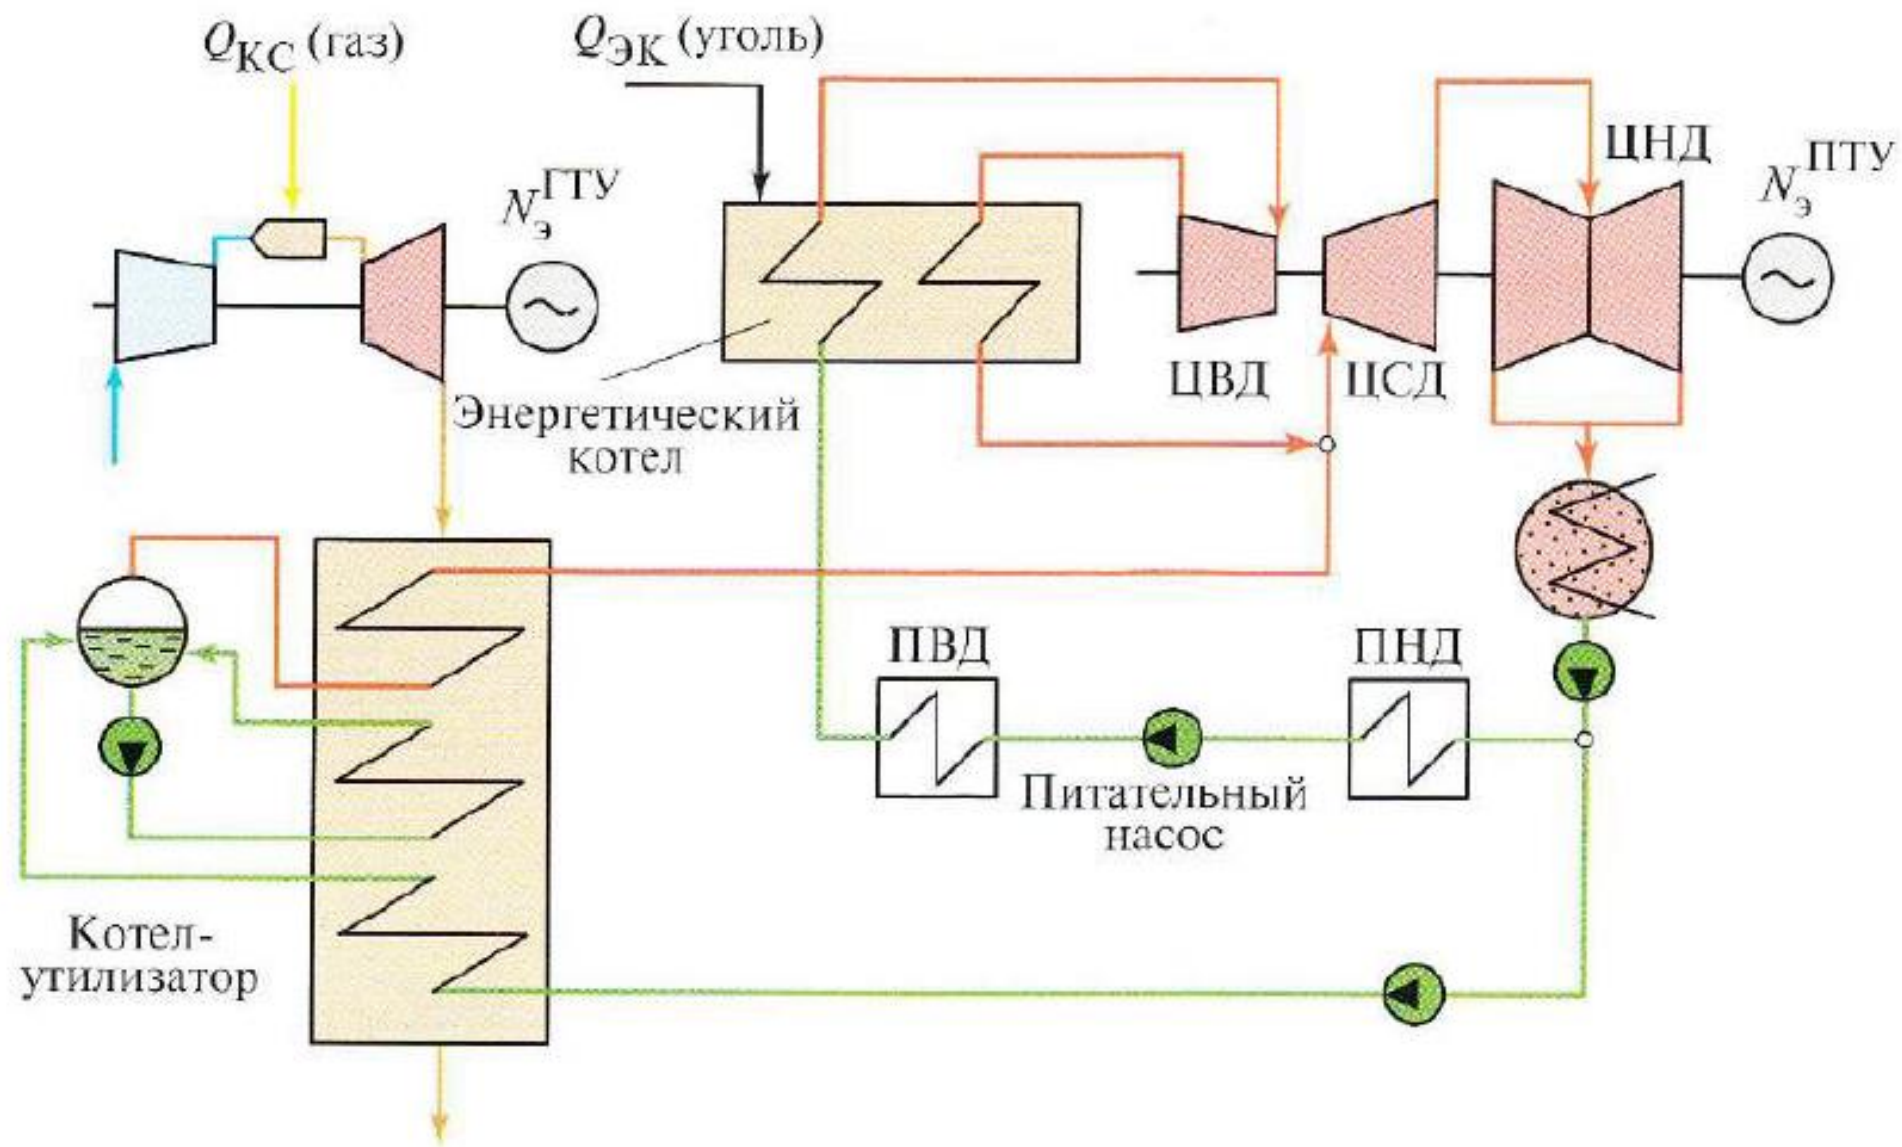 Q_КС (газ)
Q_ЭК (уголь)
N_э^ГТУ
ЦНД
N_э^ПТУ
ЦВД
ЦСД
Энергетический
котел
ПВД
ПНД
Питательный
насос
Котел-
утилизатор